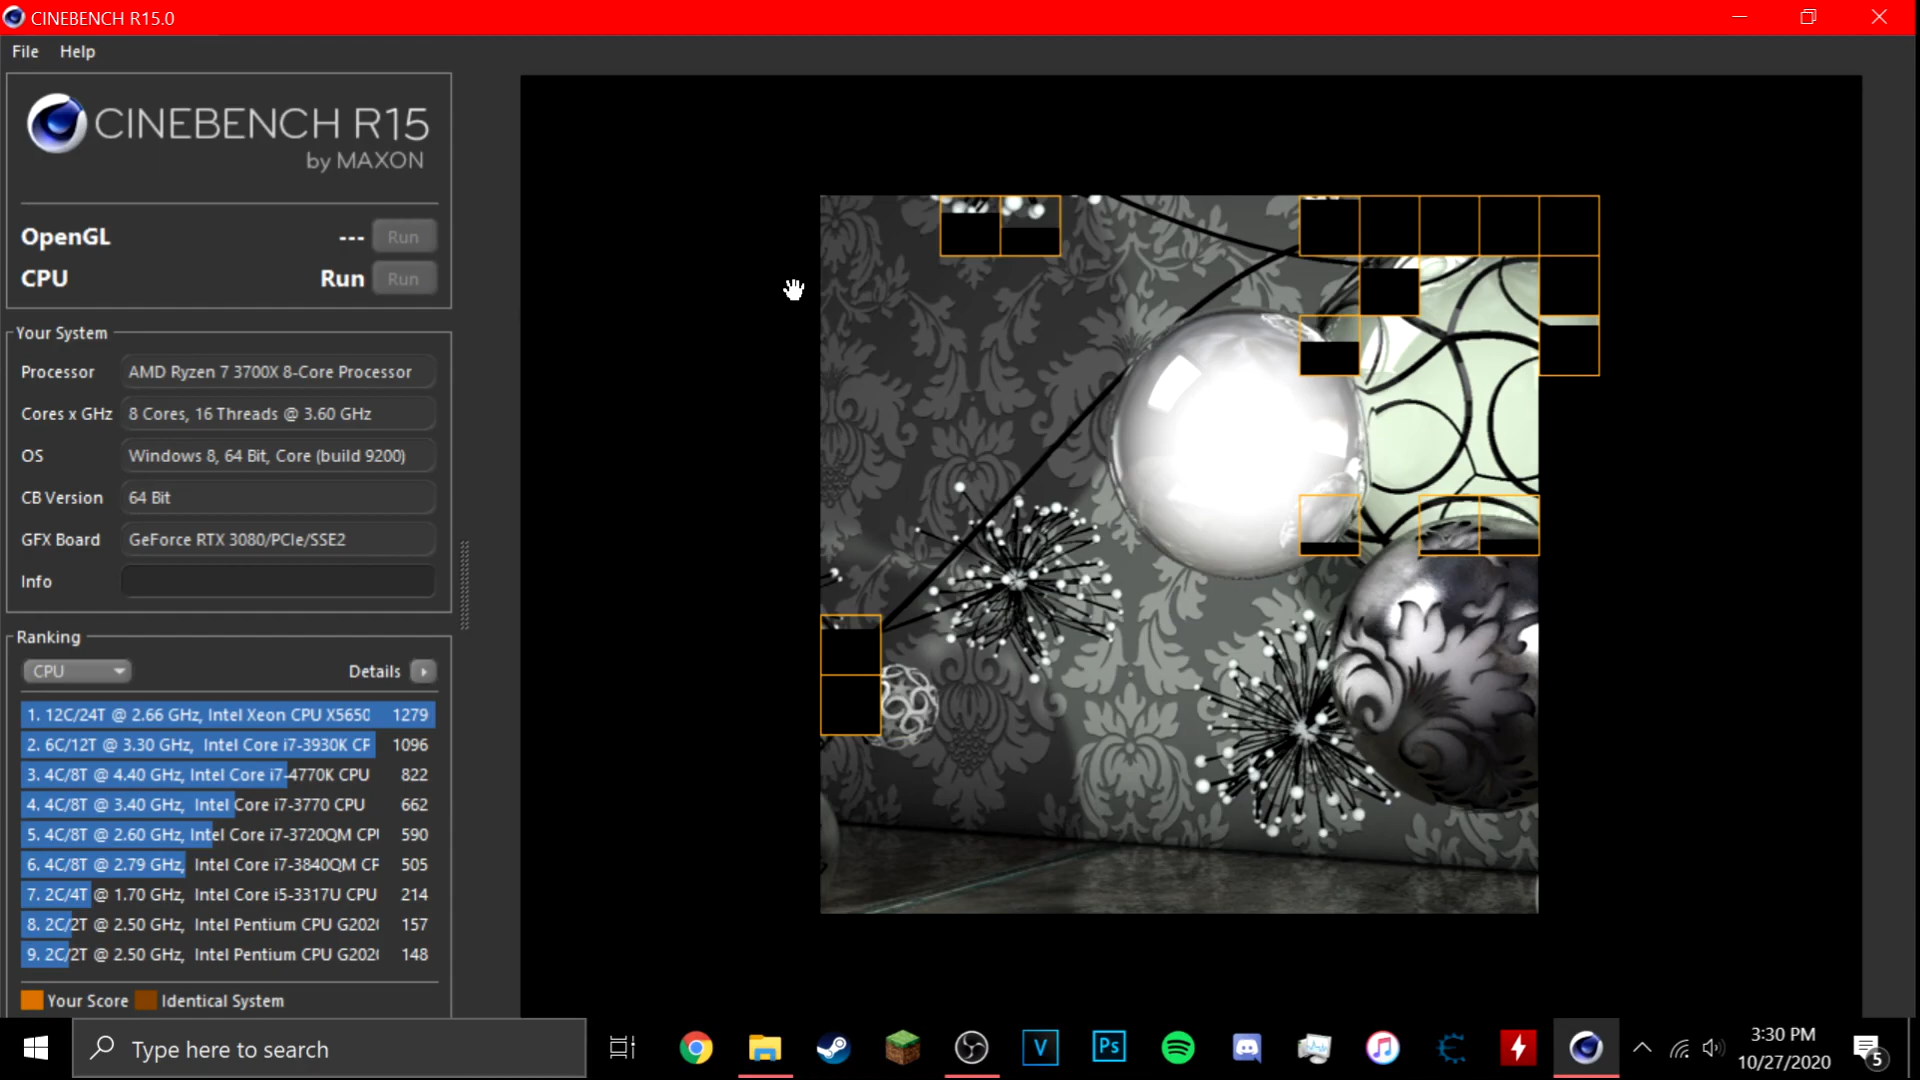 CINEBENCH R15.0
File Help
CINEBENCH R15
by MAXON
OpenGL --- Run
CPU Run Run
Your System
Processor AMD Ryzen 7 3700X 8-Core Processor
Cores x GHz 8 Cores, 16 Threads @ 3.60 GHz
OS Windows 8, 64 Bit, Core (build 9200)
CB Version 64 Bit
GFX Board GeForce RTX 3080/PCIe/SSE2
Info
Ranking
CPU Details
1. 12C/24T @ 2.66 GHz, Intel Xeon CPU X5650 1279
2. 6C/12T @ 3.30 GHz, Intel Core i7-3930K CP 1096
3. 4C/8T @ 4.40 GHz, Intel Core i7-4770K CPU 822
4. 4C/8T @ 3.40 GHz, Intel Core i7-3770 CPU 662
5. 4C/8T @ 2.60 GHz, Intel Core i7-3720QM CPU 590
6. 4C/8T @ 2.79 GHz, Intel Core i7-3840QM CP 505
7. 2C/4T @ 1.70 GHz, Intel Core i5-3317U CPU 214
8. 2C/2T @ 2.50 GHz, Intel Pentium CPU G2020 157
9. 2C/2T @ 2.50 GHz, Intel Pentium CPU G2020 148
Your Score Identical System
Type here to search
V
Ps
3:30 PM
10/27/2020
5